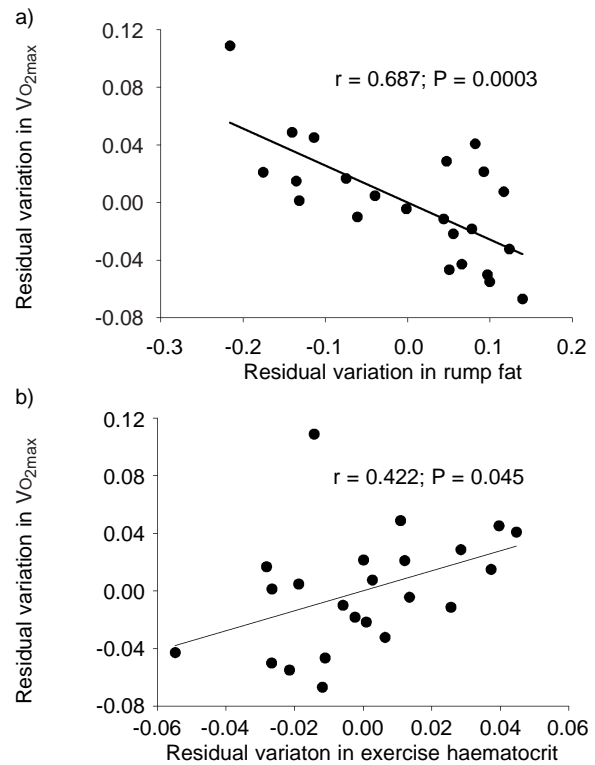 a)
0.12
0.08
0.04
0.00
-0.04
-0.08
Residual variation in VO2max
r = 0.687; P = 0.0003
-0.3 -0.2 -0.1 0.0 0.1 0.2
Residual variation in rump fat
b)
0.12
0.08
0.04
0.00
-0.04
-0.08
Residual variation in VO2max
r = 0.422; P = 0.045
-0.06 -0.04 -0.02 0.00 0.02 0.04 0.06
Residual variaton in exercise haematocrit